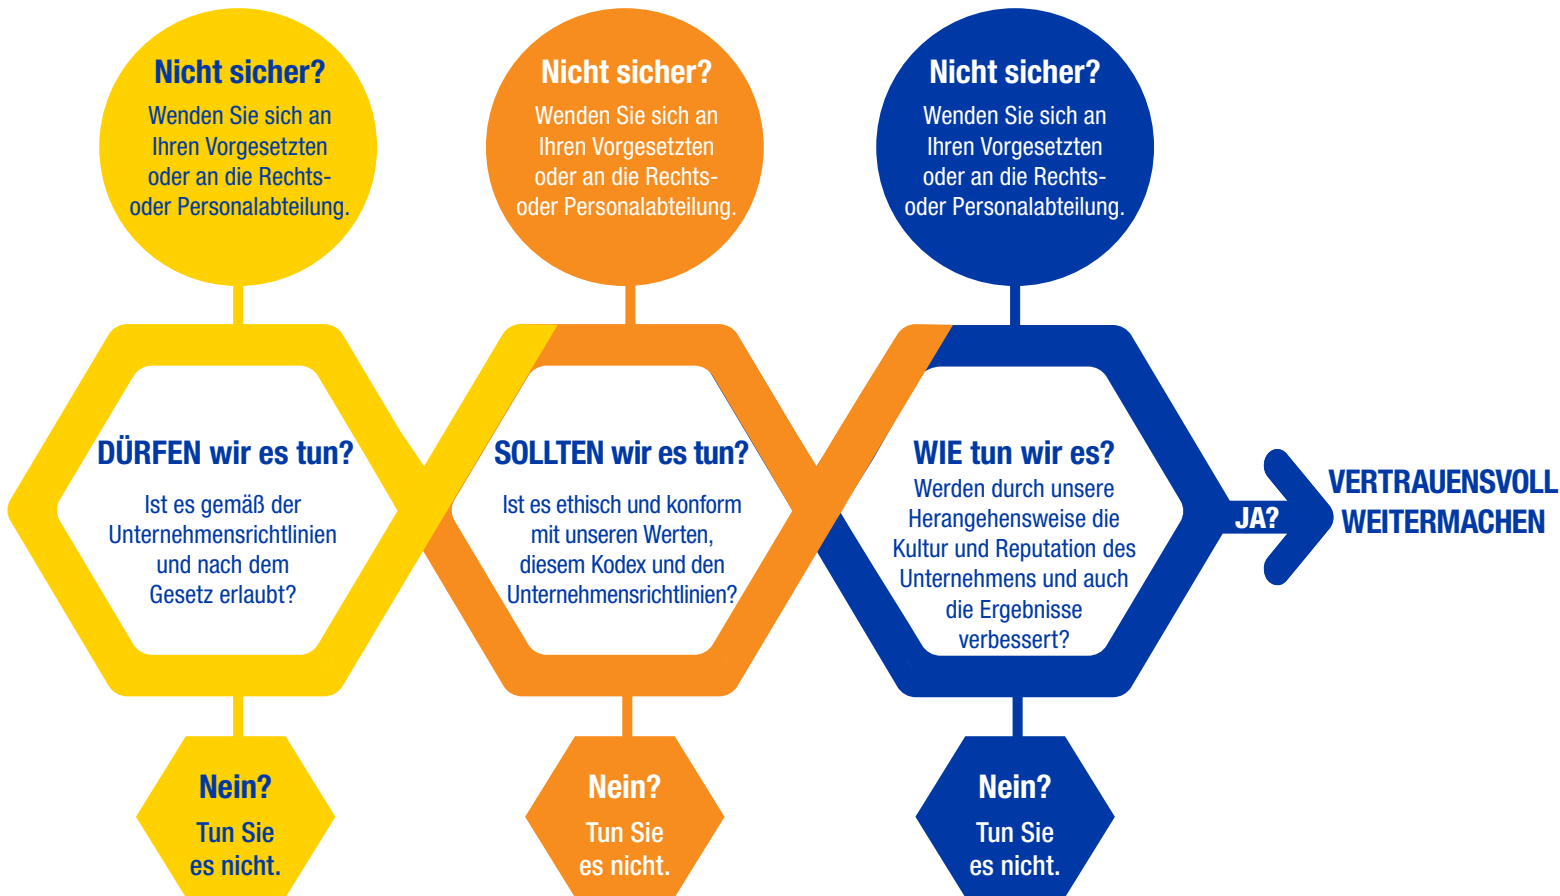 Nicht sicher?
Wenden Sie sich an
Ihren Vorgesetzten
oder an die Rechts-
oder Personalabteilung.
Nicht sicher?
Wenden Sie sich an
Ihren Vorgesetzten
oder an die Rechts-
oder Personalabteilung.
Nicht sicher?
Wenden Sie sich an
Ihren Vorgesetzten
oder an die Rechts-
oder Personalabteilung.
DÜRFEN wir es tun?
Ist es gemäß der
Unternehmensrichtlinien
und nach dem
Gesetz erlaubt?
SOLLTEN wir es tun?
Ist es ethisch und konform
mit unseren Werten,
diesem Kodex und den
Unternehmensrichtlinien?
WIE tun wir es?
Werden durch unsere
Herangehensweise die
Kultur und Reputation des
Unternehmens und auch
die Ergebnisse
verbessert?
JA?
VERTRAUENSVOLL
WEITERMACHEN
Nein?
Tun Sie
es nicht.
Nein?
Tun Sie
es nicht.
Nein?
Tun Sie
es nicht.